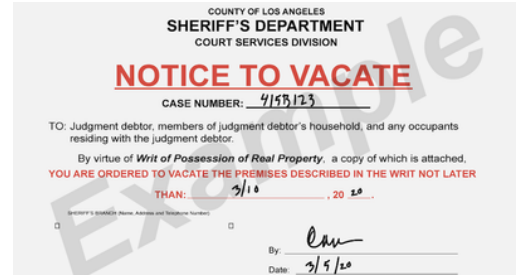 COUNTY OF LOS ANGELES
SHERIFF'S DEPARTMENT
COURT SERVICES DIVISION
NOTICE TO VACATE
CASE NUMBER: 415B123
TO: Judgment debtor, members of judgment debtor's household, and any occupants
residing with the judgment debtor.
By virtue of Writ of Possession of Real Property, a copy of which is attached,
YOU ARE ORDERED TO VACATE THE PREMISES DESCRIBED IN THE WRIT NOT LATER
THAN: 3/10, 2020.
SHERIFF'S BRANCH (Name, Address and Telephone Number)
By:
Date: 3/5/20
Example